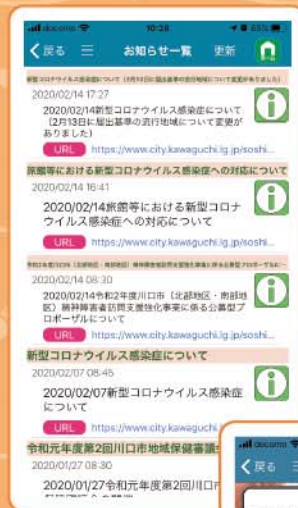 docomo 10:28 65%
戻る お知らせ一覧 更新
新型コロナウイルス感染症について（2月13日に届出基準の流行地域について変更がありました）
2020/02/14 17:27
2020/02/14新型コロナウイルス感染症について
（2月13日に届出基準の流行地域について変更が
ありました）
URL https://www.city.kawaguchi.lg.jp/soshi...
旅館等における新型コロナウイルス感染症への対応について
2020/02/14 16:41
2020/02/14旅館等における新型コロナ
ウイルス感染症への対応について
URL https://www.city.kawaguchi.lg.jp/soshi...
2020/02/14 08:30
2020/02/14令和2年度川口市（北部地区・南部地
区）精神障害者訪問支援強化事業に係る公募型プ
ロポーザルについて
URL https://www.city.kawaguchi.lg.jp/soshi...
新型コロナウイルス感染症について
2020/02/07 08:45
2020/02/07新型コロナウイルス感染症
について
URL https://www.city.kawaguchi.lg.jp/soshi...
令和元年度第2回川口市地域保健審議
2020/01/27 08:30
2020/01/27令和元年度第2回川口
docomo
戻る